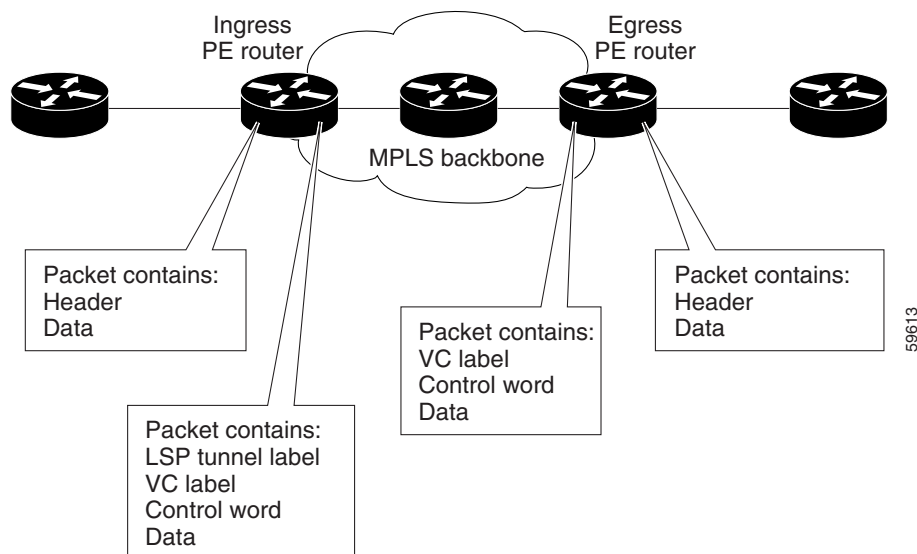 Ingress
PE router
Egress
PE router
MPLS backbone
Packet contains:
Header
Data
Packet contains:
LSP tunnel label
VC label
Control word
Data
Packet contains:
VC label
Control word
Data
Packet contains:
Header
Data
59613